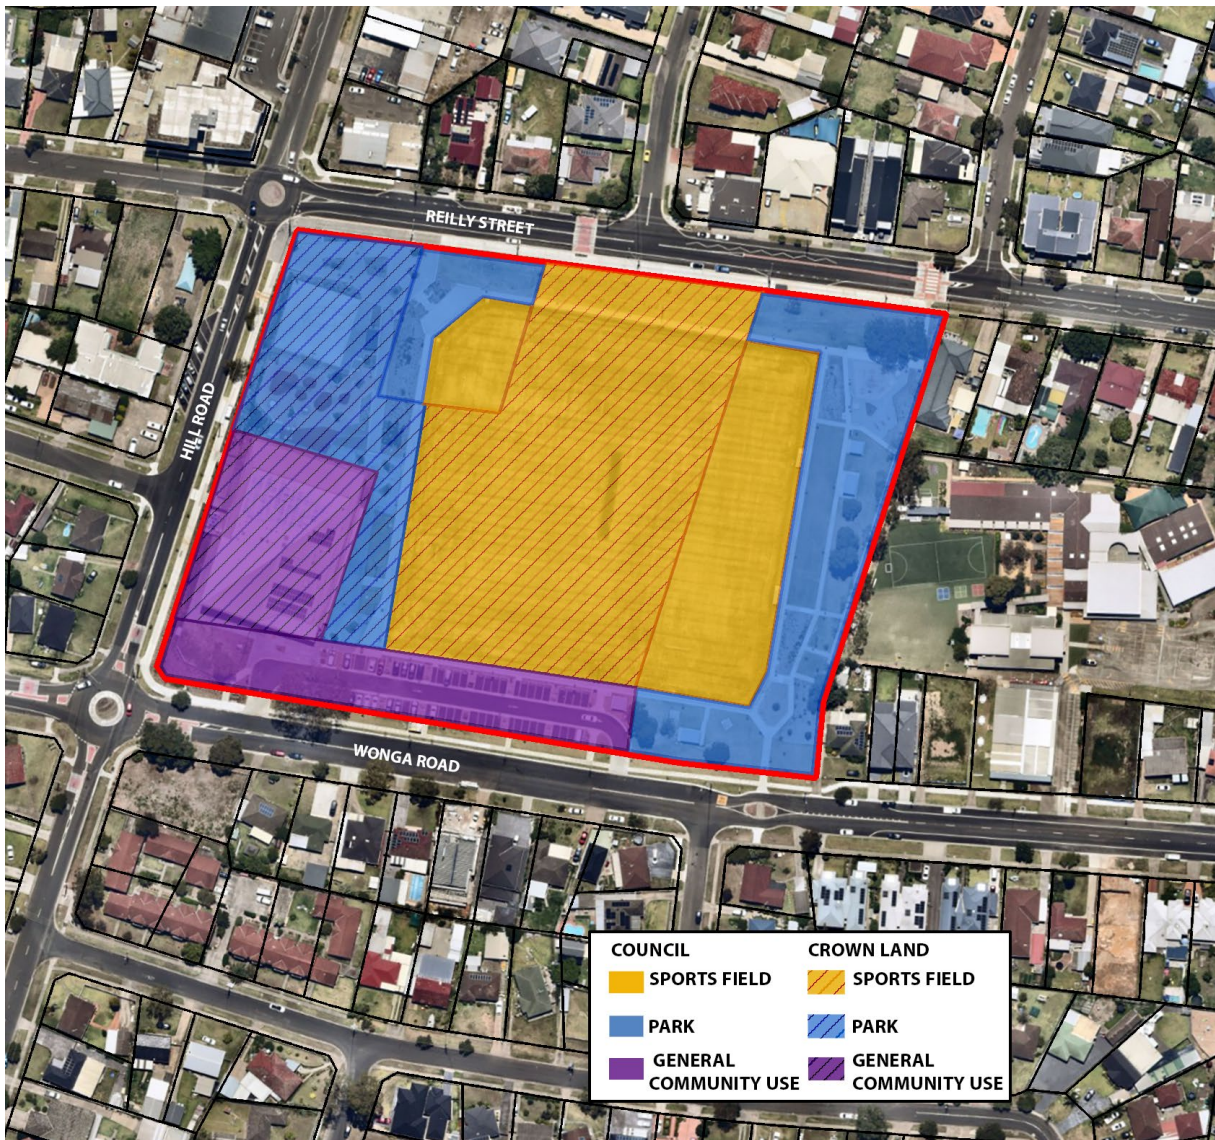 REILLY STREET
HILL ROAD
WONGA ROAD
COUNCIL
SPORTS FIELD
PARK
GENERAL
COMMUNITY USE
CROWN LAND
SPORTS FIELD
PARK
GENERAL
COMMUNITY USE